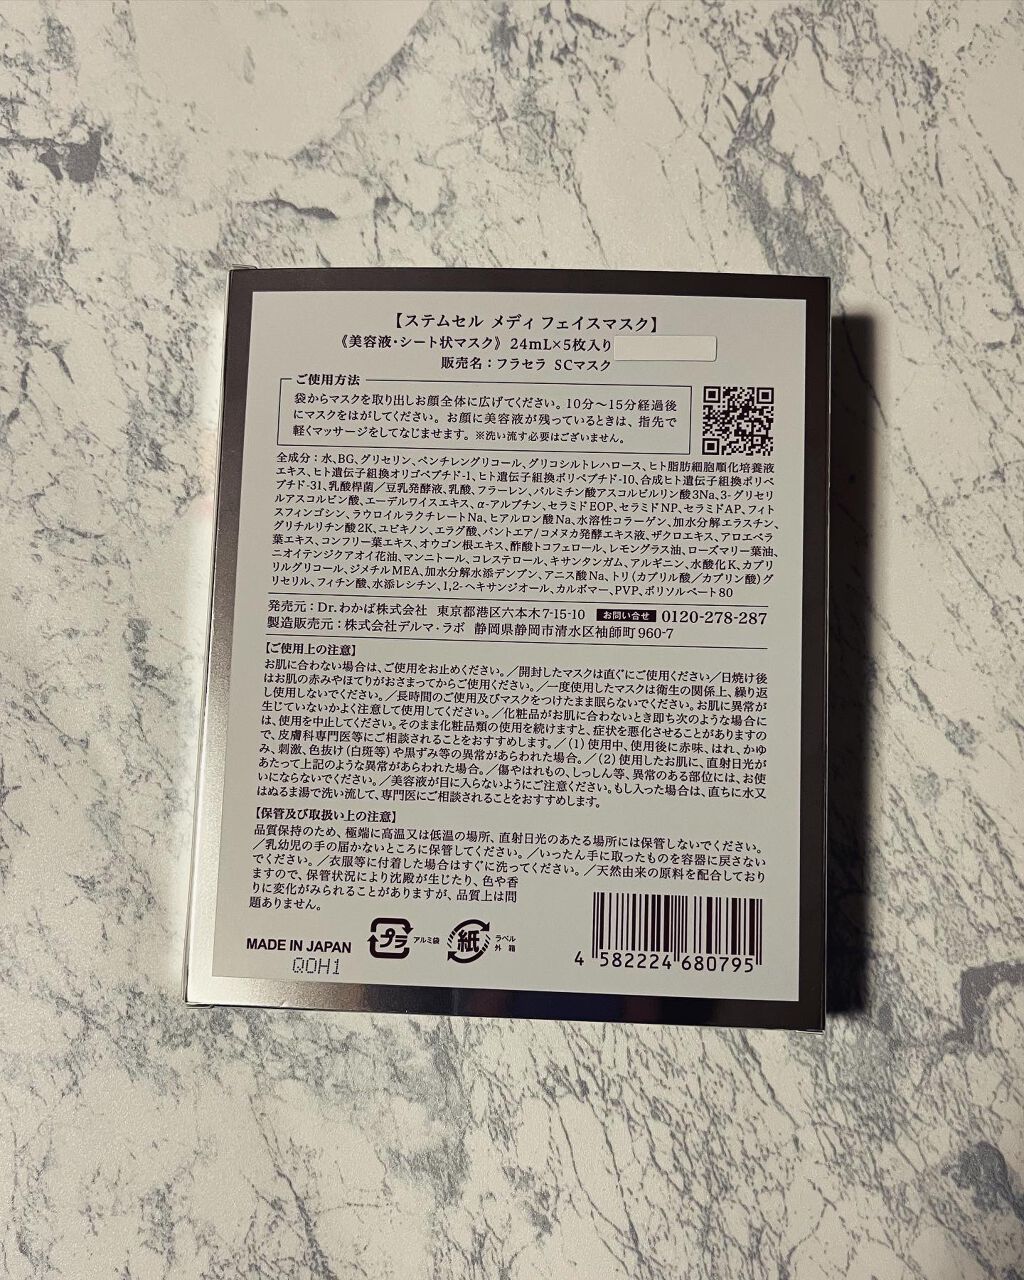 【ステムセル メディ フェイスマスク】
《美容液・シート状マスク》 24mL×5枚入り
販売名：フラセラ SCマスク
ご使用方法
袋からマスクを取り出しお顔全体に広げてください。10分〜15分経過後
にマスクをはがしてください。お顔に美容液が残っているときは、指先で
軽くマッサージをしてなじませます。※洗い流す必要はございません。
全成分：水、BG、グリセリン、ペンチレングリコール、グリコシルトレハロース、ヒト脂肪細胞順化培養液
エキス、ヒト遺伝子組換オリゴペプチド-1、ヒト遺伝子組換ポリペプチド-10、合成ヒト遺伝子組換ポリペ
プチド-31、乳酸桿菌／豆乳発酵液、乳酸、フラーレン、パルミチン酸アスコルビルリン酸3Na、3-グリセリ
ルアスコルビン酸、エーデルワイスエキス、α-アルブチン、セラミドEOP、セラミドNP、セラミドAP、フィト
スフィンゴシン、ラウロイルラクチレートNa、ヒアルロン酸Na、水溶性コラーゲン、加水分解エラスチン、
グリチルリチン酸2K、ユビキノン、エラグ酸、パントエア／コメヌカ発酵エキス液、ザクロエキス、アロエベラ
葉エキス、コンフリー葉エキス、オウゴン根エキス、酢酸トコフェロール、レモングラス油、ローズマリー葉油、
ニオイテンジクアオイ花油、マンニトール、コレステロール、キサンタンガム、アルギニン、水酸化K、カプリ
リルグリコール、ジメチルMEA、加水分解水添デンプン、アニス酸Na、トリ（カプリル酸／カプリン酸）グ
リセリル、フィチン酸、水添レシチン、1,2-ヘキサンジオール、カルボマー、PVP、ポリソルベート80
発売元：Dr.わかば株式会社 東京都港区六本木7-15-10 お問い合せ 0120-278-287
製造販売元：株式会社デルマ・ラボ 静岡県静岡市清水区袖師町960-7
【ご使用上の注意】
お肌に合わない場合は、ご使用をお止めください。／開封したマスクは直ぐにご使用ください／日焼け後
はお肌の赤みやほてりがおさまってからご使用ください。／一度使用したマスクは衛生の関係上、繰り返
し使用しないでください。／長時間のご使用及びマスクをつけたまま眠らないでください。お肌に異常が
生じていないかよく注意して使用してください。／化粧品がお肌に合わないとき即ち次のような場合に
は、使用を中止してください。そのまま化粧品類の使用を続けますと、症状を悪化させることがありますの
で、皮膚科専門医等にご相談されることをおすすめします。／（1）使用中、使用後に赤味、はれ、かゆ
み、刺激、色抜け（白斑等）や黒ずみ等の異常があらわれた場合。／（2）使用したお肌に、直射日光が
あたって上記のような異常があらわれた場合。／傷やはれもの、しっしん等、異常のある部位には、お使
いにならないでください。／美容液が目に入らないようにご注意ください。もし入った場合は、直ちに水又
はぬるま湯で洗い流して、専門医にご相談されることをおすすめします。
【保管及び取扱い上の注意】
品質保持のため、極端に高温又は低温の場所、直射日光のあたる場所には保管しないでください。
／乳幼児の手の届かないところに保管してください。／いったん手に取ったものを容器に戻さない
でください。／衣服等に付着した場合はすぐに洗ってください。／天然由来の原料を配合しており
ますので、保管状況により沈殿が生じたり、色や香
りに変化がみられることがありますが、品質上は問
題ありません。
MADE IN JAPAN
QOH1
プラ アルミ袋
紙 ラベル
外箱
4 582224 680795